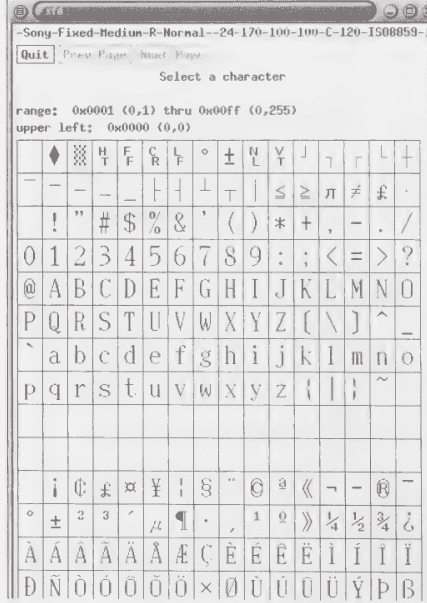 xfd
-Sony-Fixed-Medium-R-Normal--24-170-100-100-C-120-ISO8859-
Quit Prev Page Next Page
Select a character
range: 0x0001 (0,1) thru 0x00ff (0,255)
upper left: 0x0000 (0,0)
◆ ▒ ␉ ␌ ␍ ␊ ° ± ␤ ␋ ┘ ┐ ┌ └ ┼
⎺ ⎻ ─ ⎼ ⎽ ├ ┤ ┴ ┬ │ ≤ ≥ π ≠ £ ·
! " # $ % & ' ( ) * + , - . /
0 1 2 3 4 5 6 7 8 9 : ; < = > ?
@ A B C D E F G H I J K L M N O
P Q R S T U V W X Y Z [ \ ] ^ _
` a b c d e f g h i j k l m n o
p q r s t u v w x y z { | } ~
¡ ¢ £ ¤ ¥ ¦ § ¨ © ª « ¬ - ® ¯
° ± ² ³ ´ µ ¶ · ¸ ¹ º » ¼ ½ ¾ ¿
À Á Â Ã Ä Å Æ Ç È É Ê Ë Ì Í Î Ï
Ð Ñ Ò Ó Ô Õ Ö × Ø Ù Ú Û Ü Ý Þ ß